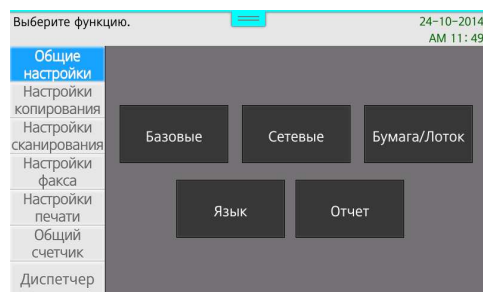 Выберите функцию.
24-10-2014
AM 11:49
Общие
настройки
Настройки
копирования
Настройки
сканирования
Настройки
факса
Настройки
печати
Общий
счетчик
Диспетчер
Базовые
Сетевые
Бумага/Лоток
Язык
Отчет